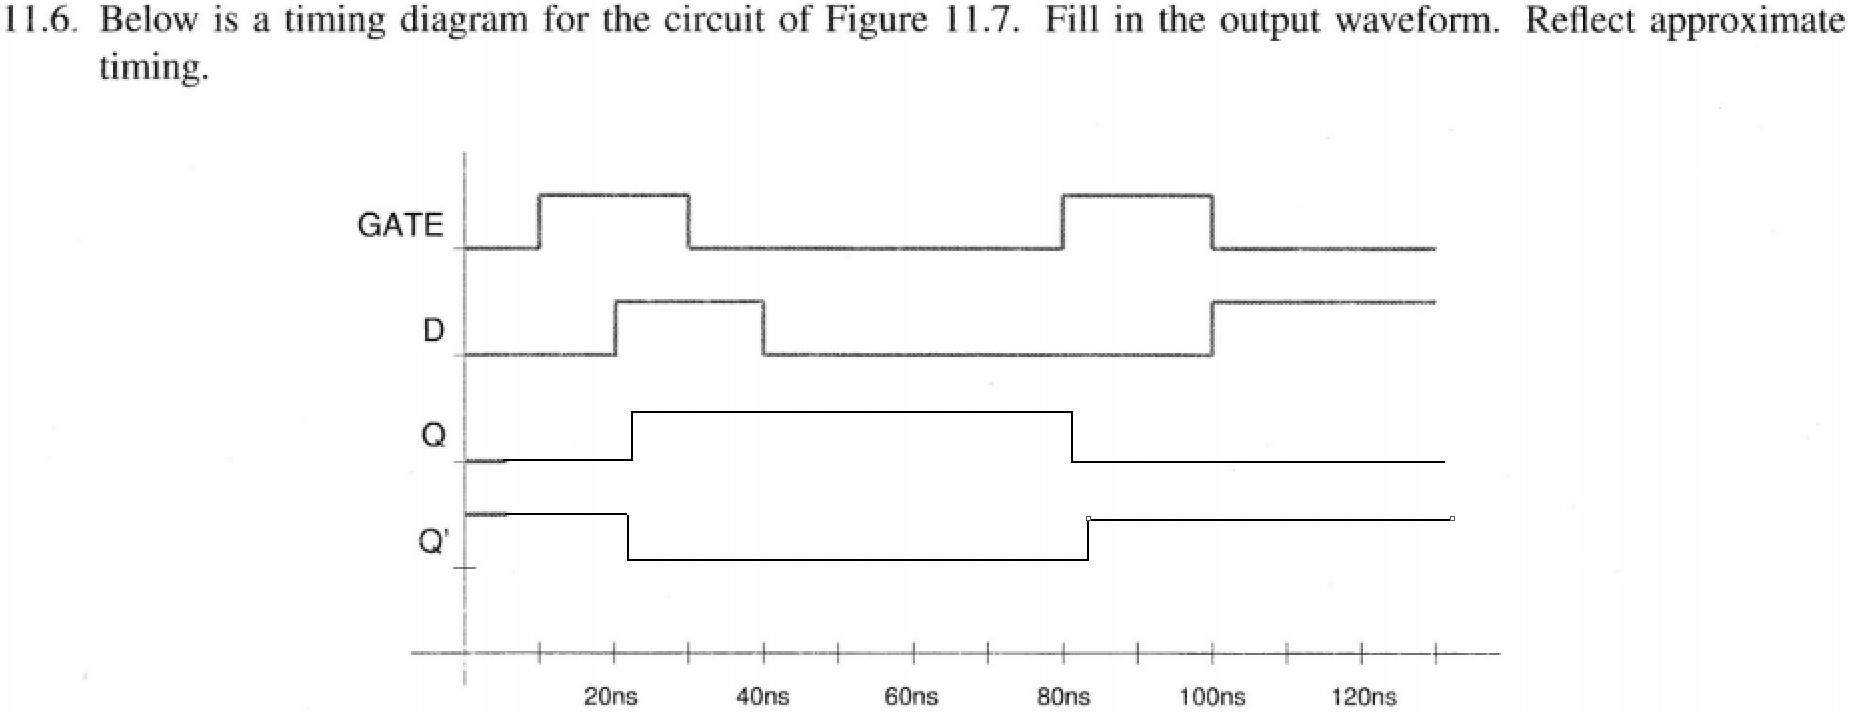 11.6. Below is a timing diagram for the circuit of Figure 11.7. Fill in the output waveform. Reflect approximate
timing.
GATE
D
Q
Q'
20ns 40ns 60ns 80ns 100ns 120ns